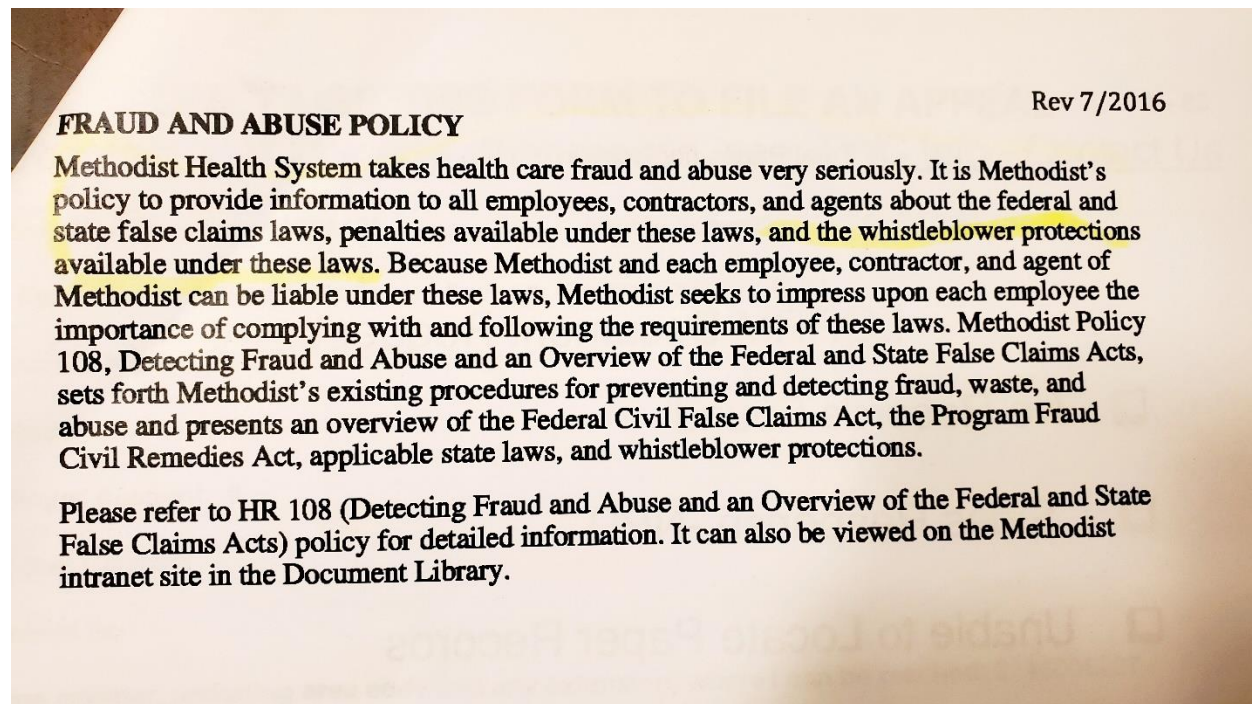 Rev 7/2016
FRAUD AND ABUSE POLICY
Methodist Health System takes health care fraud and abuse very seriously. It is Methodist's
policy to provide information to all employees, contractors, and agents about the federal and
state false claims laws, penalties available under these laws, and the whistleblower protections
available under these laws. Because Methodist and each employee, contractor, and agent of
Methodist can be liable under these laws, Methodist seeks to impress upon each employee the
importance of complying with and following the requirements of these laws. Methodist Policy
108, Detecting Fraud and Abuse and an Overview of the Federal and State False Claims Acts,
sets forth Methodist's existing procedures for preventing and detecting fraud, waste, and
abuse and presents an overview of the Federal Civil False Claims Act, the Program Fraud
Civil Remedies Act, applicable state laws, and whistleblower protections.
Please refer to HR 108 (Detecting Fraud and Abuse and an Overview of the Federal and State
False Claims Acts) policy for detailed information. It can also be viewed on the Methodist
intranet site in the Document Library.
Unable to Locate Paper Records